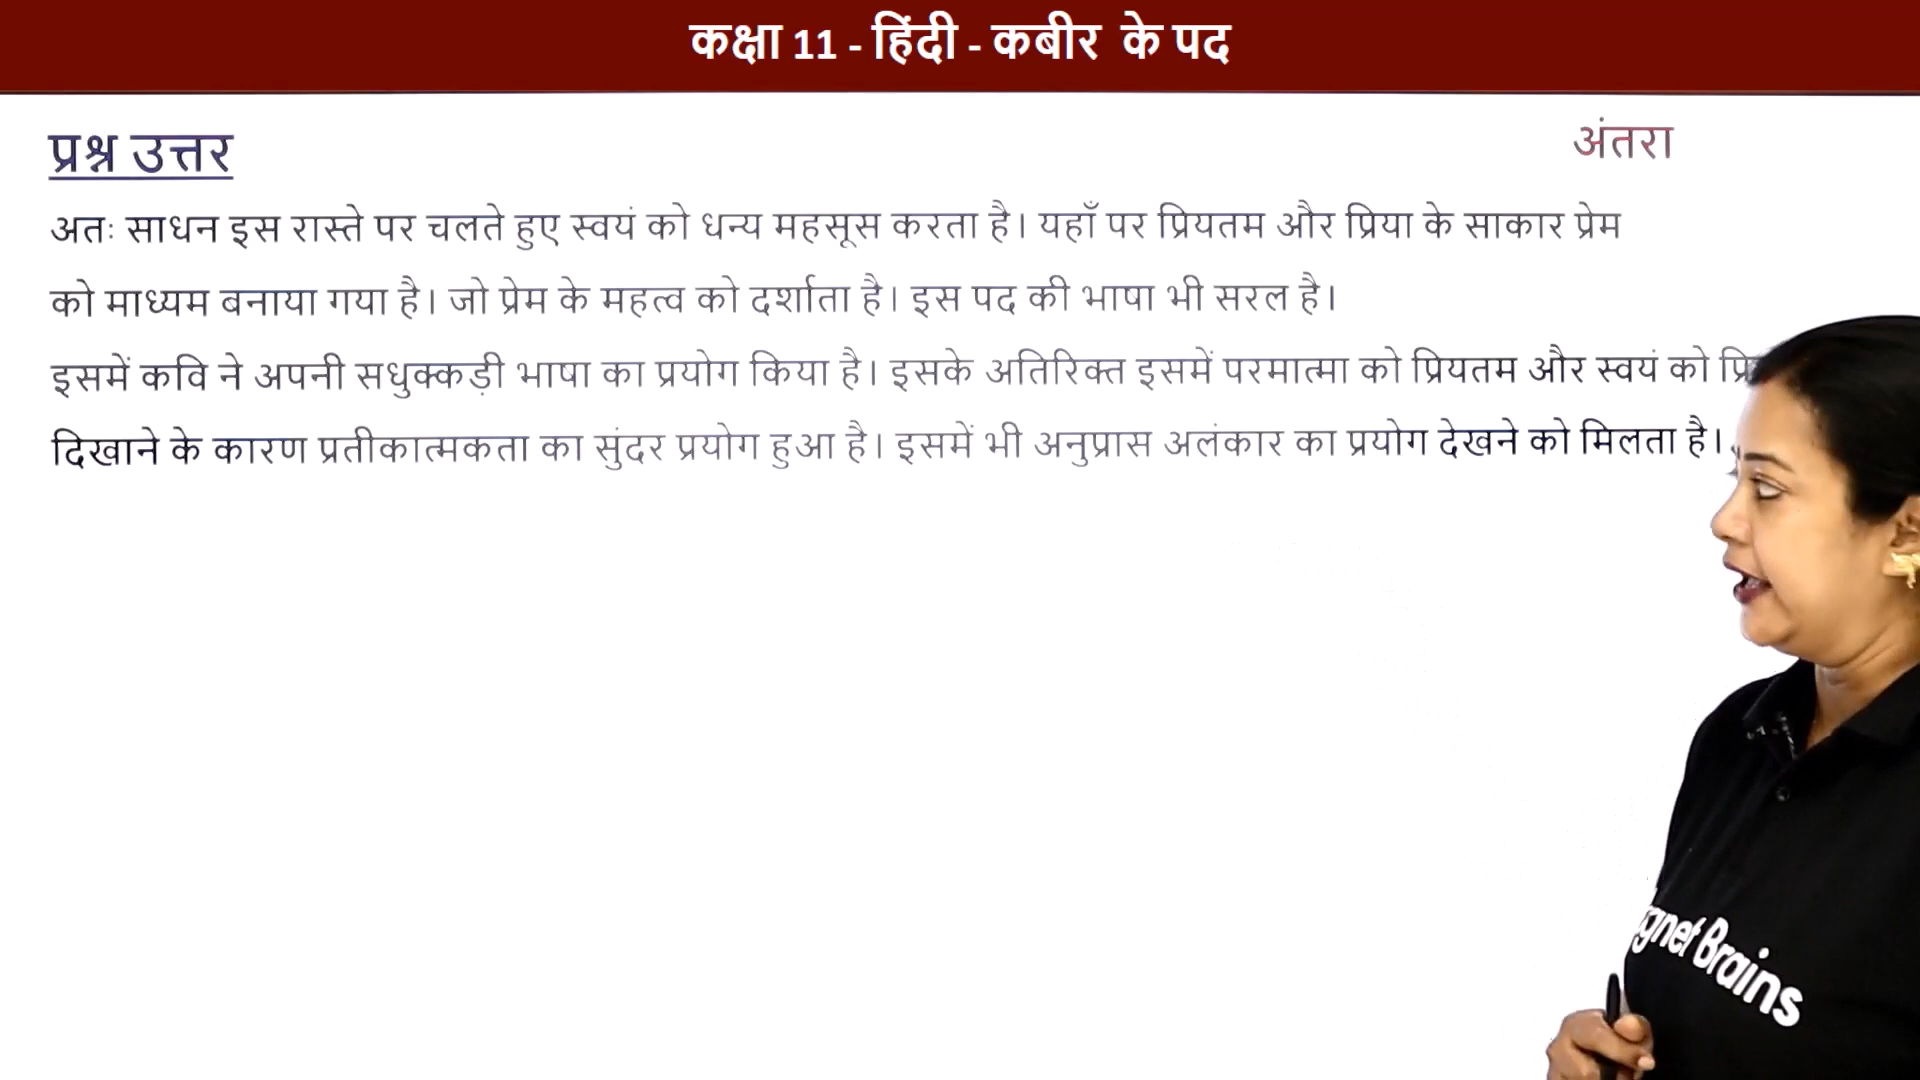 कक्षा 11 - हिंदी - कबीर के पद
प्रश्न उत्तर
अंतरा
अतः साधन इस रास्ते पर चलते हुए स्वयं को धन्य महसूस करता है। यहाँ पर प्रियतम और प्रिया के साकार प्रेम
को माध्यम बनाया गया है। जो प्रेम के महत्व को दर्शाता है। इस पद की भाषा भी सरल है।
इसमें कवि ने अपनी सधुक्कड़ी भाषा का प्रयोग किया है। इसके अतिरिक्त इसमें परमात्मा को प्रियतम और स्वयं को
दिखाने के कारण प्रतीकात्मकता का सुंदर प्रयोग हुआ है। इसमें भी अनुप्रास अलंकार का प्रयोग देखने को मिलता है।
Brains